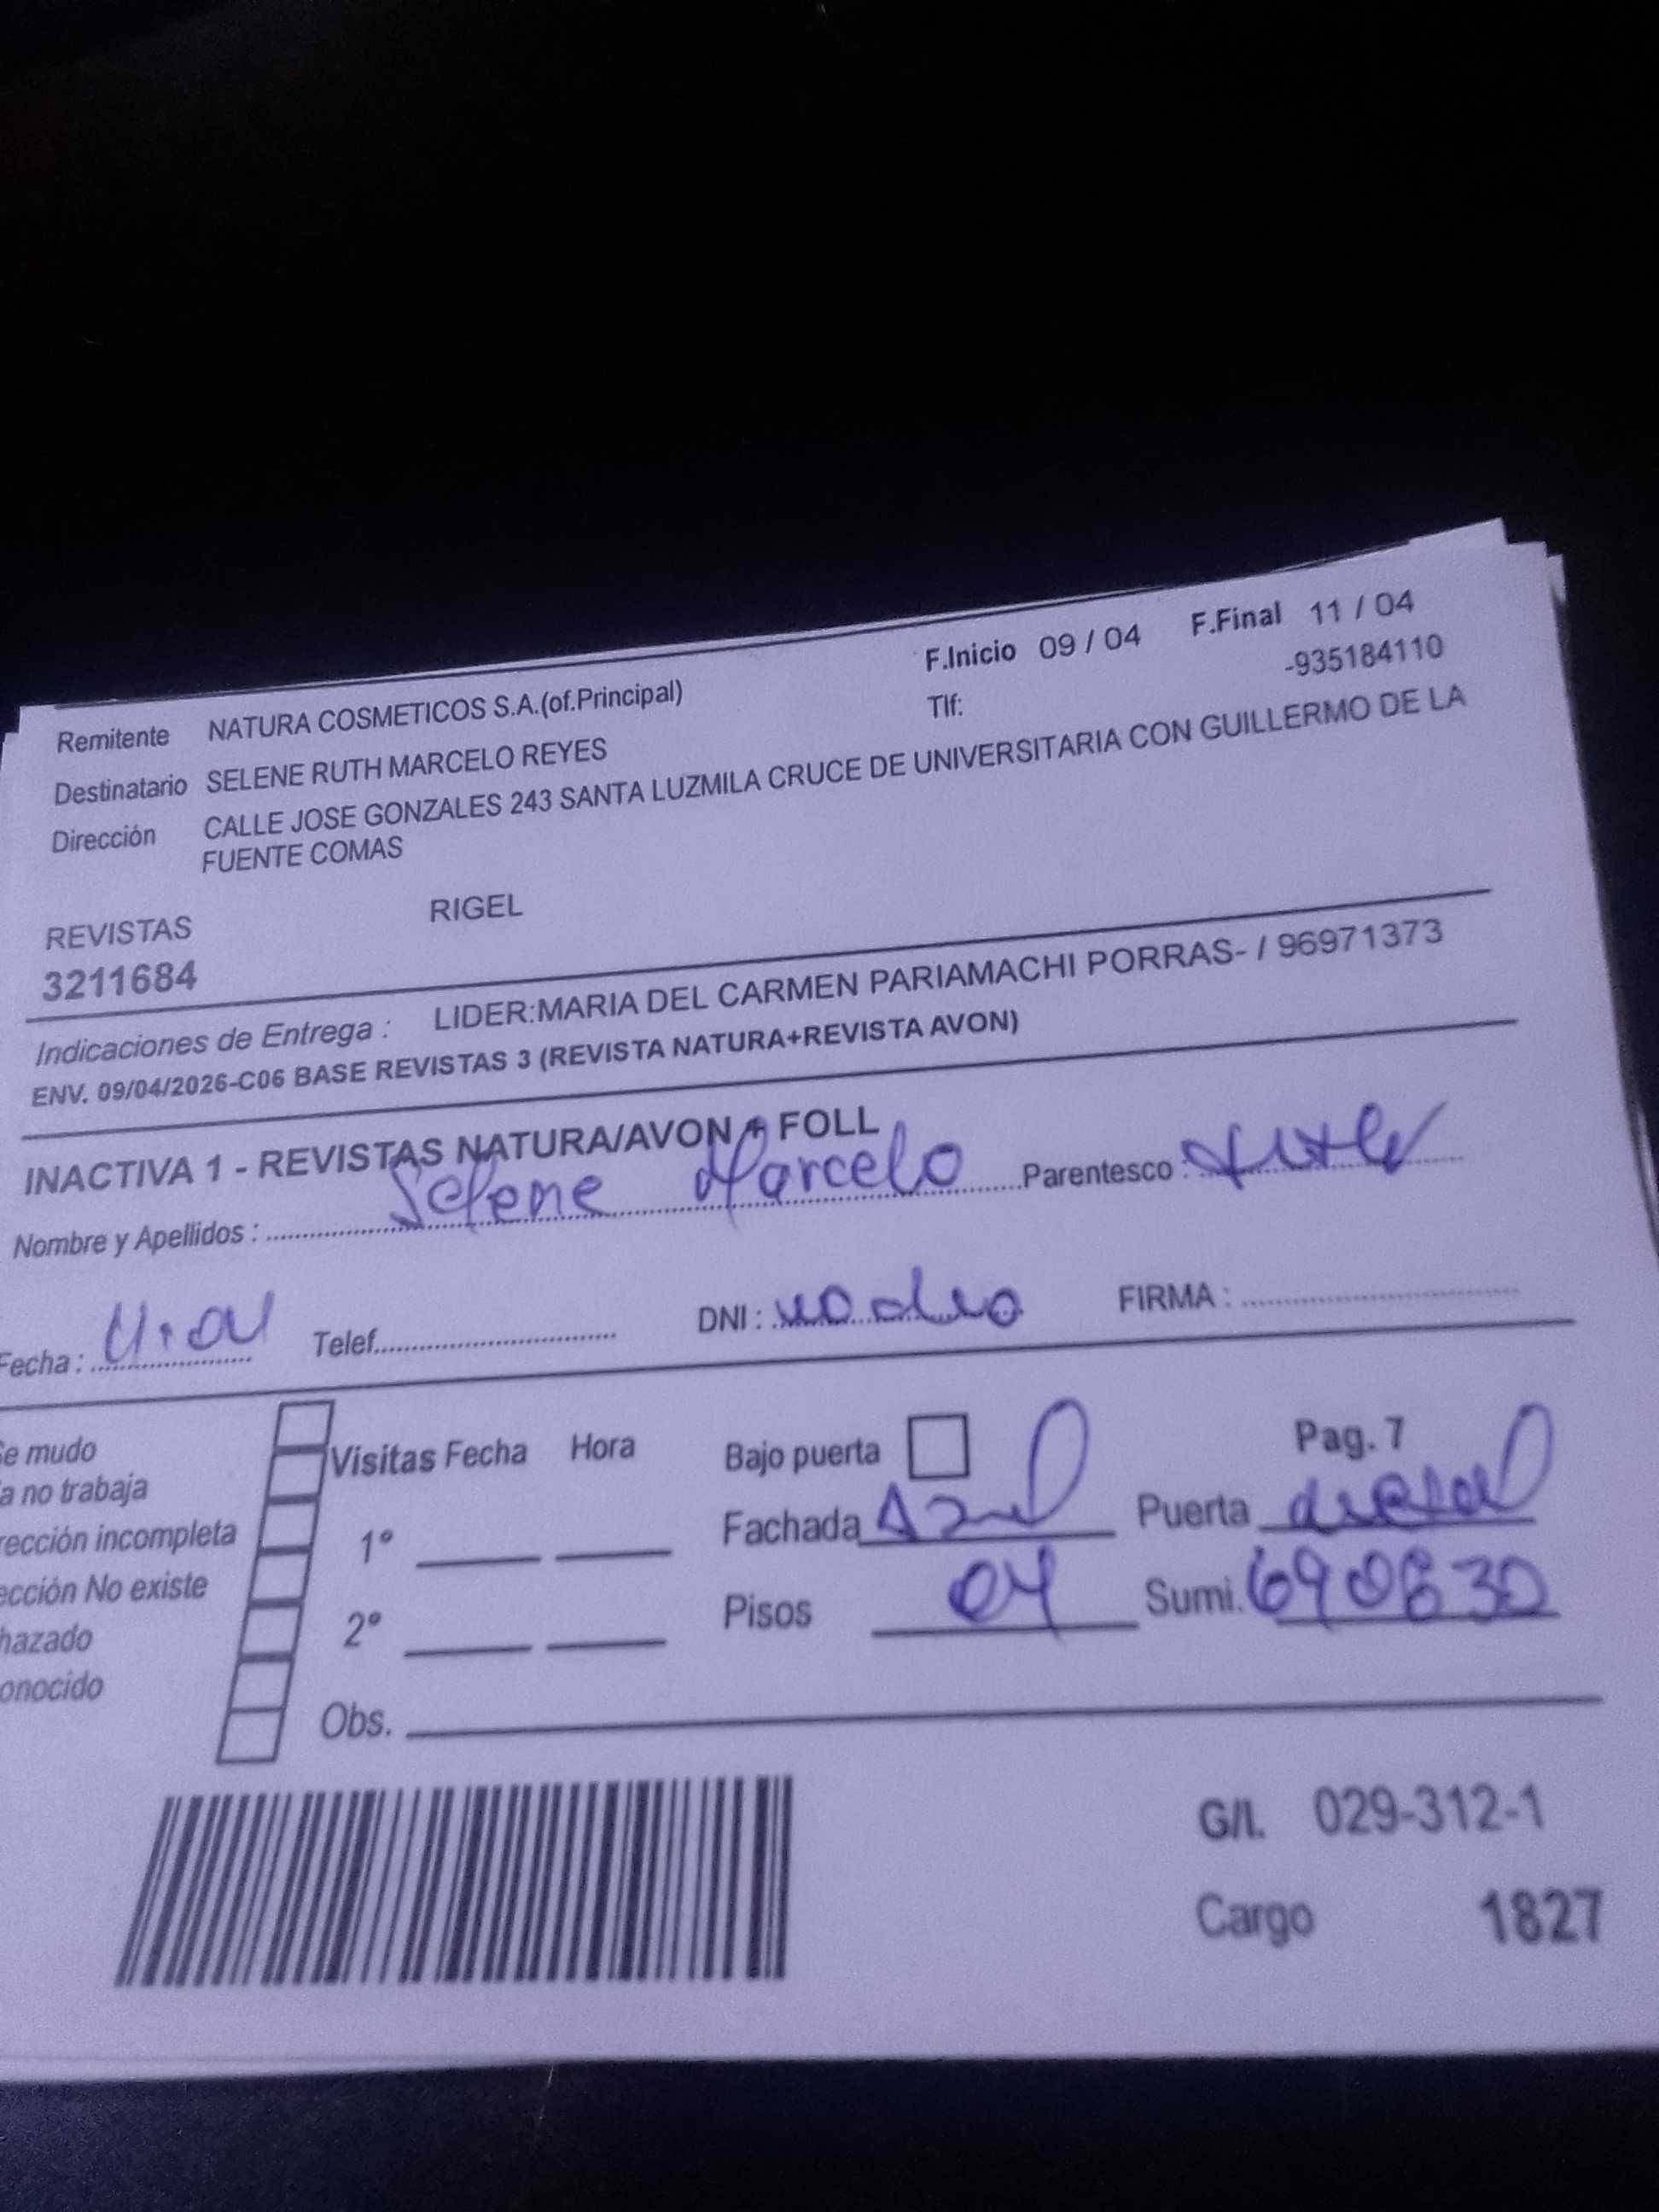 F.Inicio 09 / 04 F.Final 11 / 04
Remitente NATURA COSMETICOS S.A.(of.Principal) Tlf: -935184110
Destinatario SELENE RUTH MARCELO REYES
Dirección CALLE JOSE GONZALES 243 SANTA LUZMILA CRUCE DE UNIVERSITARIA CON GUILLERMO DE LA
FUENTE COMAS
REVISTAS RIGEL
3211684
Indicaciones de Entrega : LIDER:MARIA DEL CARMEN PARIAMACHI PORRAS- / 96971373
ENV. 09/04/2026-C06 BASE REVISTAS 3 (REVISTA NATURA+REVISTA AVON)
INACTIVA 1 - REVISTAS NATURA/AVON + FOLL
Nombre y Apellidos : Selene Marcelo Parentesco :
Fecha : Telef. DNI : no dio FIRMA :
Se mudo Visitas Fecha Hora Bajo puerta Pag. 7
a no trabaja
rección incompleta 1° Fachada Azul Puerta
ección No existe
hazado 2° Pisos 04 Sumi. 690630
onocido
Obs.
G/I. 029-312-1
Cargo 1827